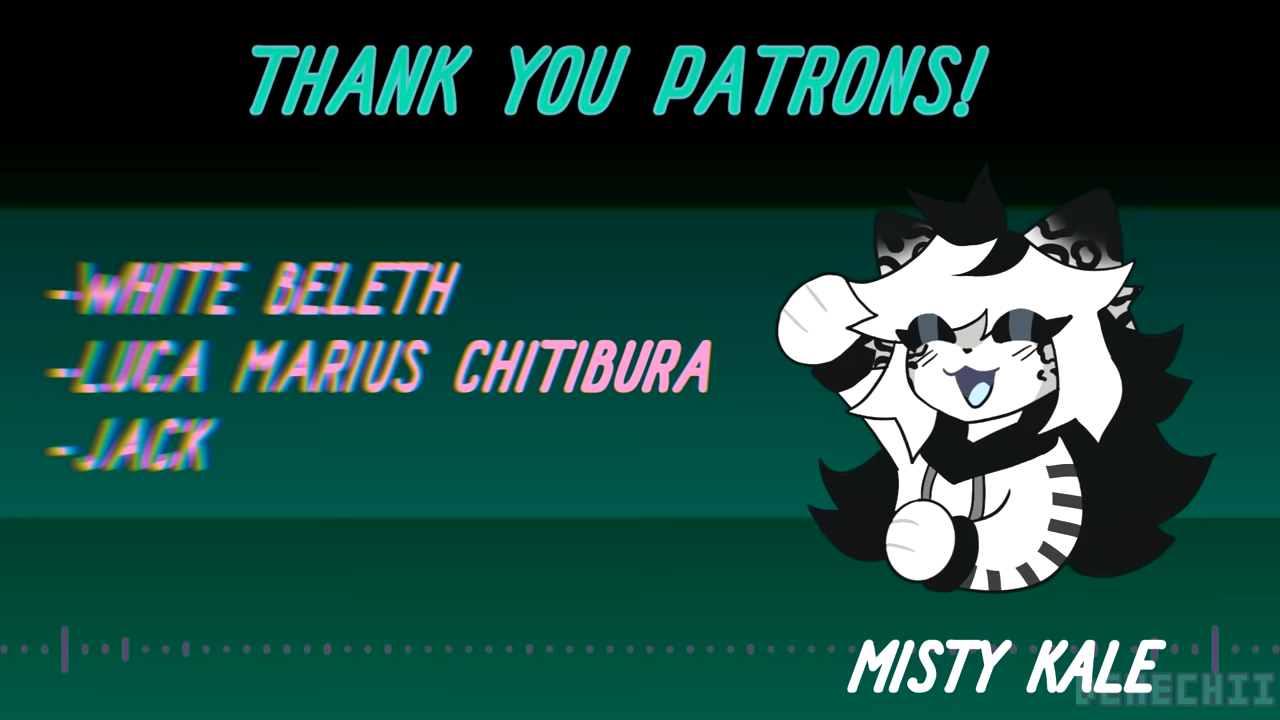 THANK YOU PATRONS!
-WHITE BELETH
-LUCA MARIUS CHITIBURA
-JACK
MISTY KALE